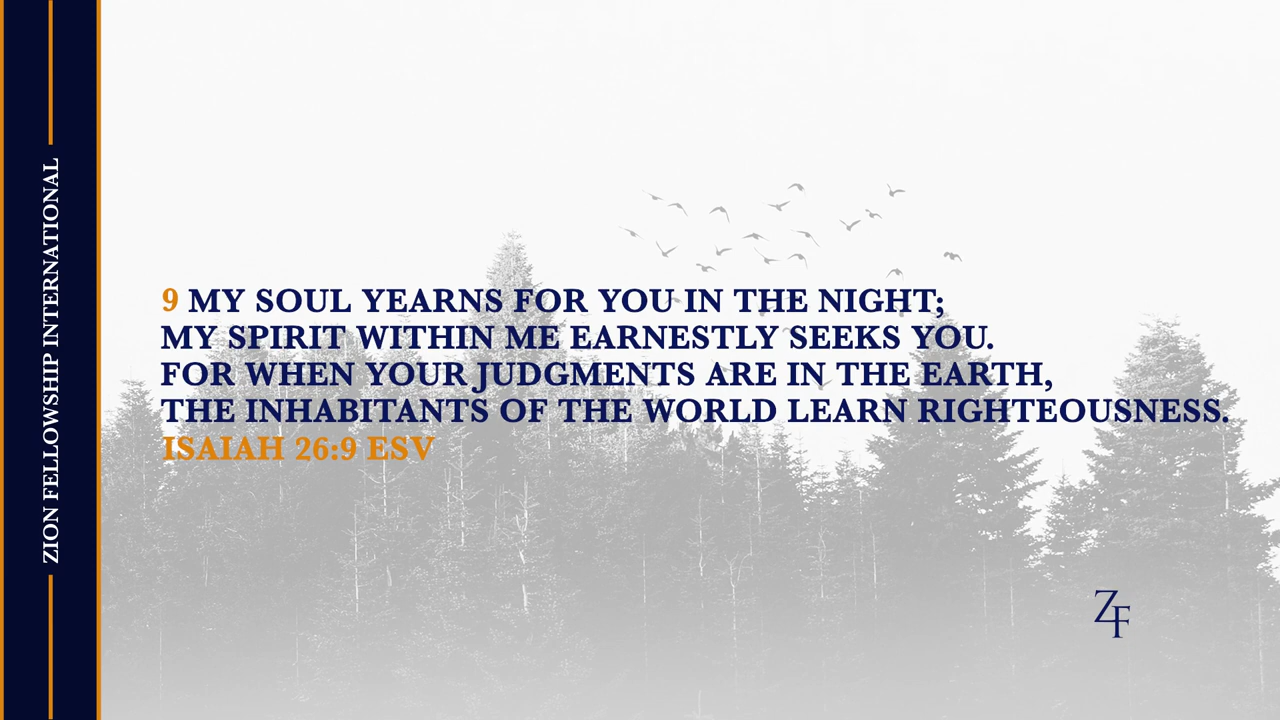 ZION FELLOWSHIP INTERNATIONAL
9 MY SOUL YEARNS FOR YOU IN THE NIGHT;
MY SPIRIT WITHIN ME EARNESTLY SEEKS YOU.
FOR WHEN YOUR JUDGMENTS ARE IN THE EARTH,
THE INHABITANTS OF THE WORLD LEARN RIGHTEOUSNESS.
ISAIAH 26:9 ESV
ZF